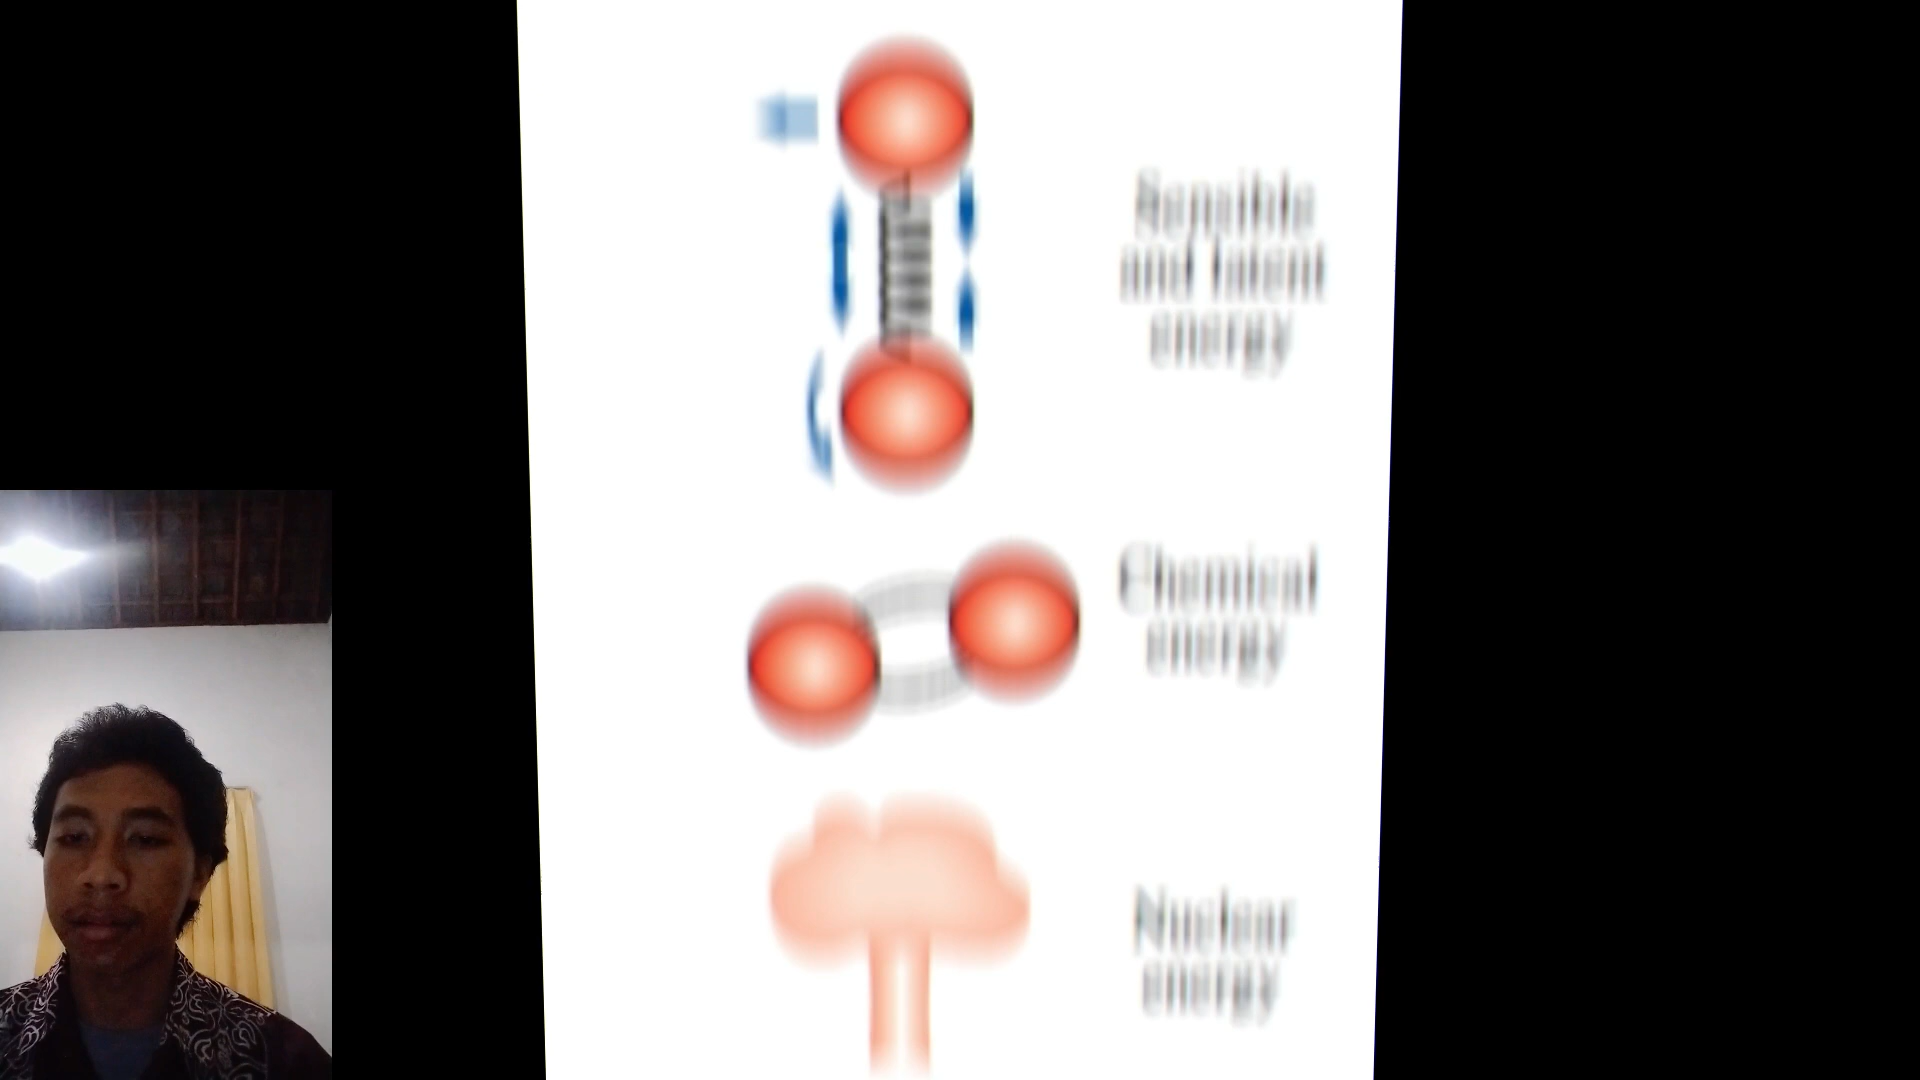 Sensible
and latent
energy
Chemical
energy
Nuclear
energy